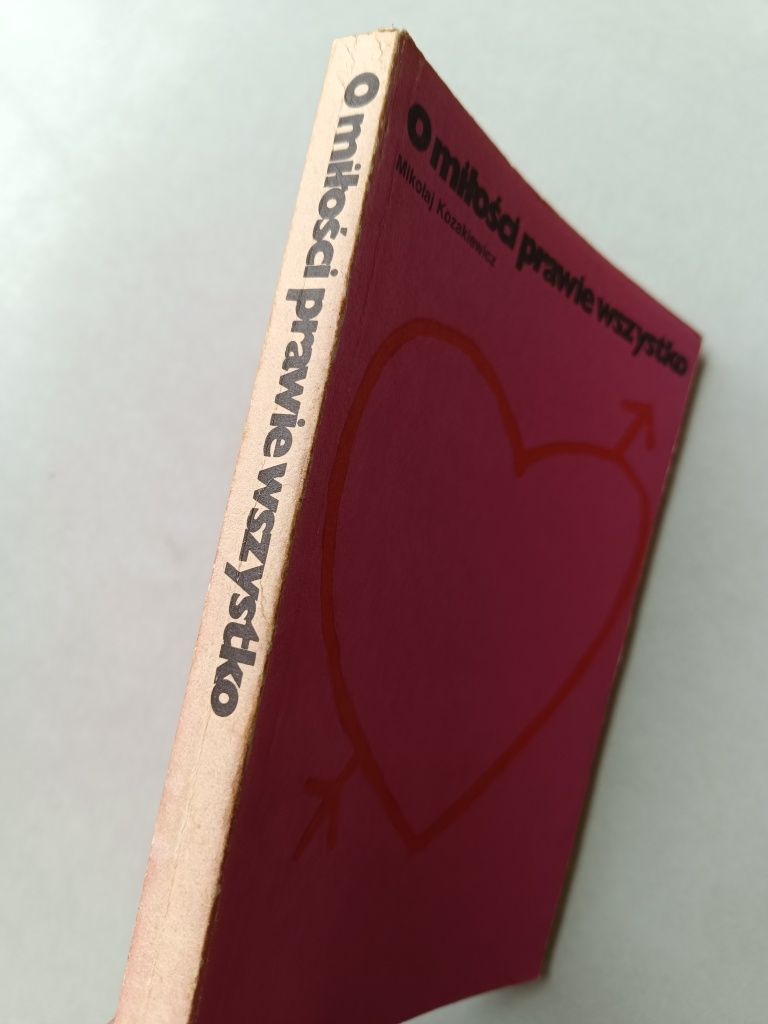 O miłości prawie wszystko
O miłości prawie wszystko
Mikołaj Kozakiewicz